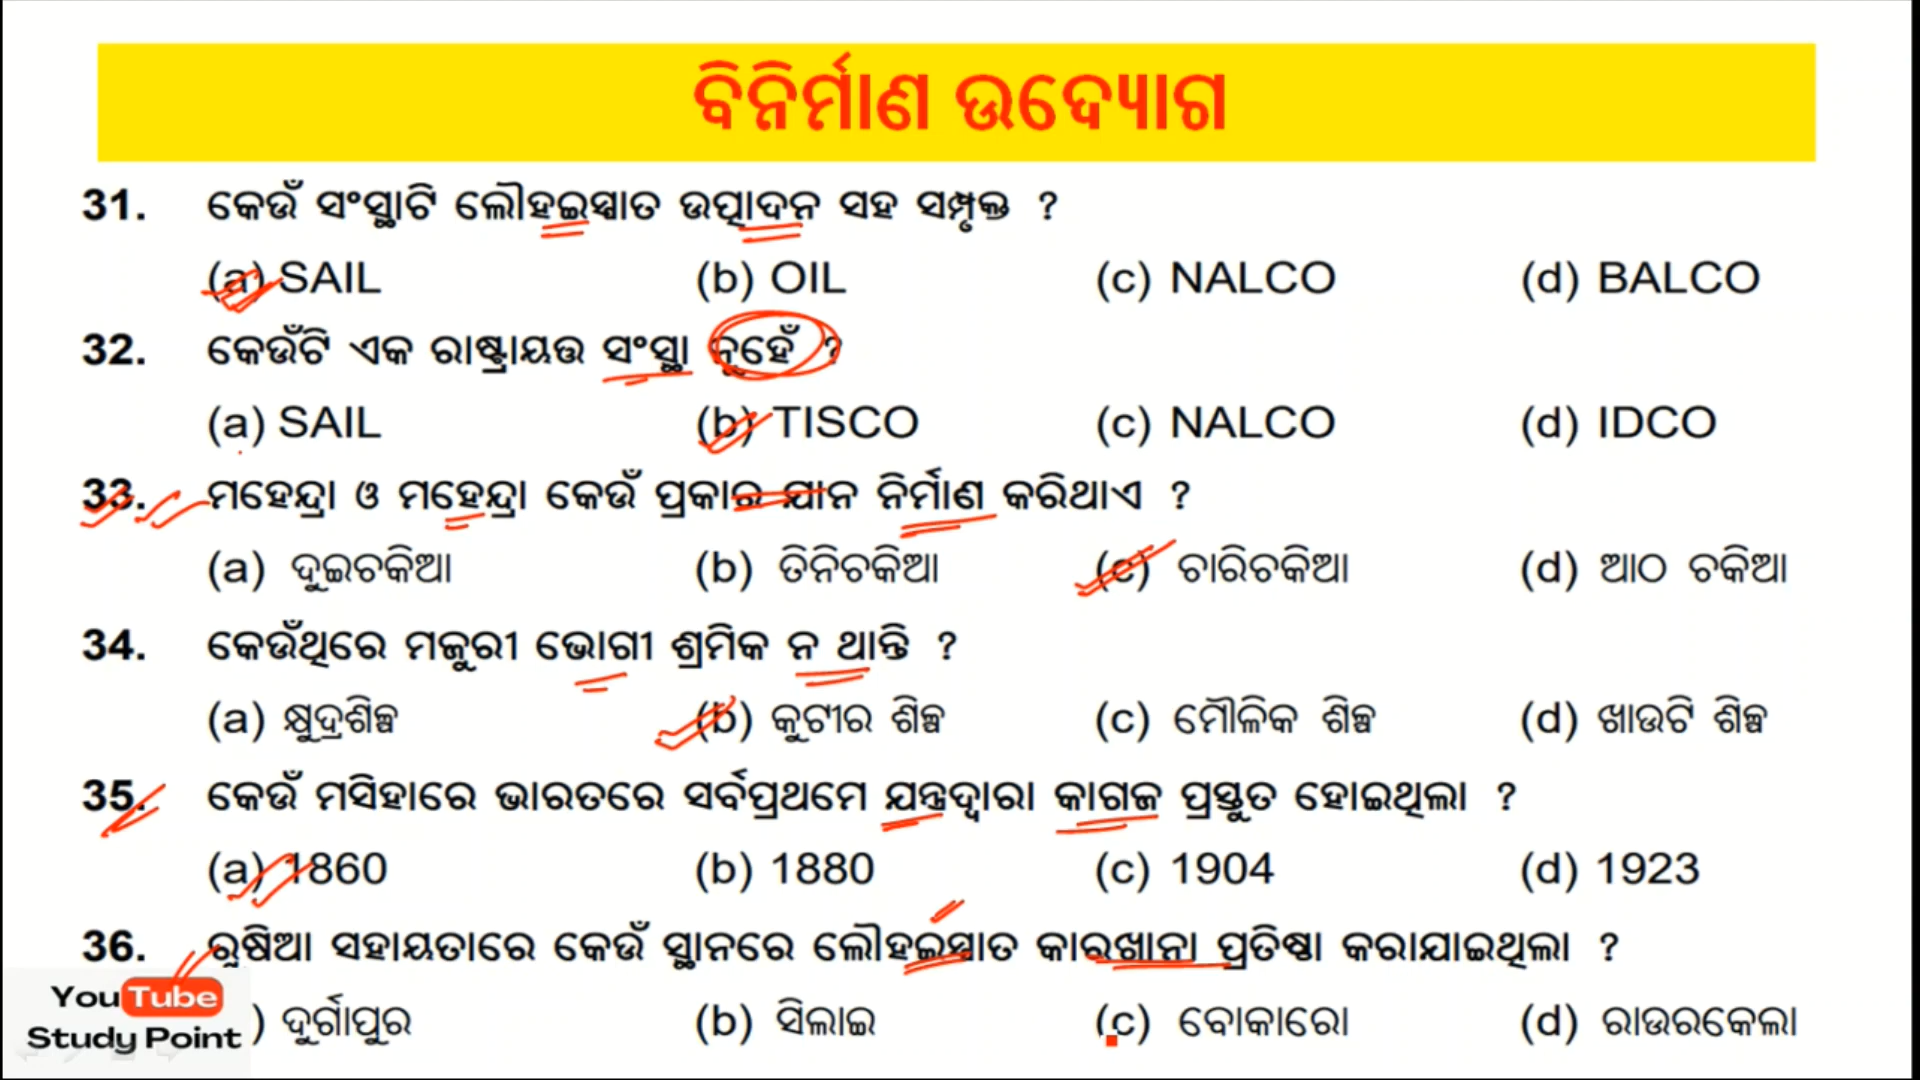 ବିନିର୍ମାଣ ଉଦ୍ୟୋଗ
31. କେଉଁ ସଂସ୍ଥାଟି ଲୌହଇସ୍ପାତ ଉତ୍ପାଦନ ସହ ସମ୍ପୃକ୍ତ ?
(a) SAIL (b) OIL (c) NALCO (d) BALCO
32. କେଉଁଟି ଏକ ରାଷ୍ଟ୍ରାୟତ୍ତ ସଂସ୍ଥା ନୁହେଁ ?
(a) SAIL (b) TISCO (c) NALCO (d) IDCO
33. ମହେନ୍ଦ୍ରା ଓ ମହେନ୍ଦ୍ରା କେଉଁ ପ୍ରକାର ଯାନ ନିର୍ମାଣ କରିଥାଏ ?
(a) ଦୁଇଚକିଆ (b) ତିନିଚକିଆ (c) ଚାରିଚକିଆ (d) ଆଠ ଚକିଆ
34. କେଉଁଥିରେ ମଜୁରୀ ଭୋଗୀ ଶ୍ରମିକ ନ ଥାନ୍ତି ?
(a) କ୍ଷୁଦ୍ରଶିଳ୍ପ (b) କୁଟୀର ଶିଳ୍ପ (c) ମୌଳିକ ଶିଳ୍ପ (d) ଖାଉଟି ଶିଳ୍ପ
35. କେଉଁ ମସିହାରେ ଭାରତରେ ସର୍ବପ୍ରଥମେ ଯନ୍ତ୍ରଦ୍ୱାରା କାଗଜ ପ୍ରସ୍ତୁତ ହୋଇଥିଲା ?
(a) 1860 (b) 1880 (c) 1904 (d) 1923
36. ଋଷିଆ ସହାୟତାରେ କେଉଁ ସ୍ଥାନରେ ଲୌହଇସ୍ପାତ କାରଖାନା ପ୍ରତିଷ୍ଠା କରାଯାଇଥିଲା ?
) ଦୁର୍ଗାପୁର (b) ସିଲାଇ (c) ବୋକାରୋ (d) ରାଉରକେଲା
YouTube
Study Point